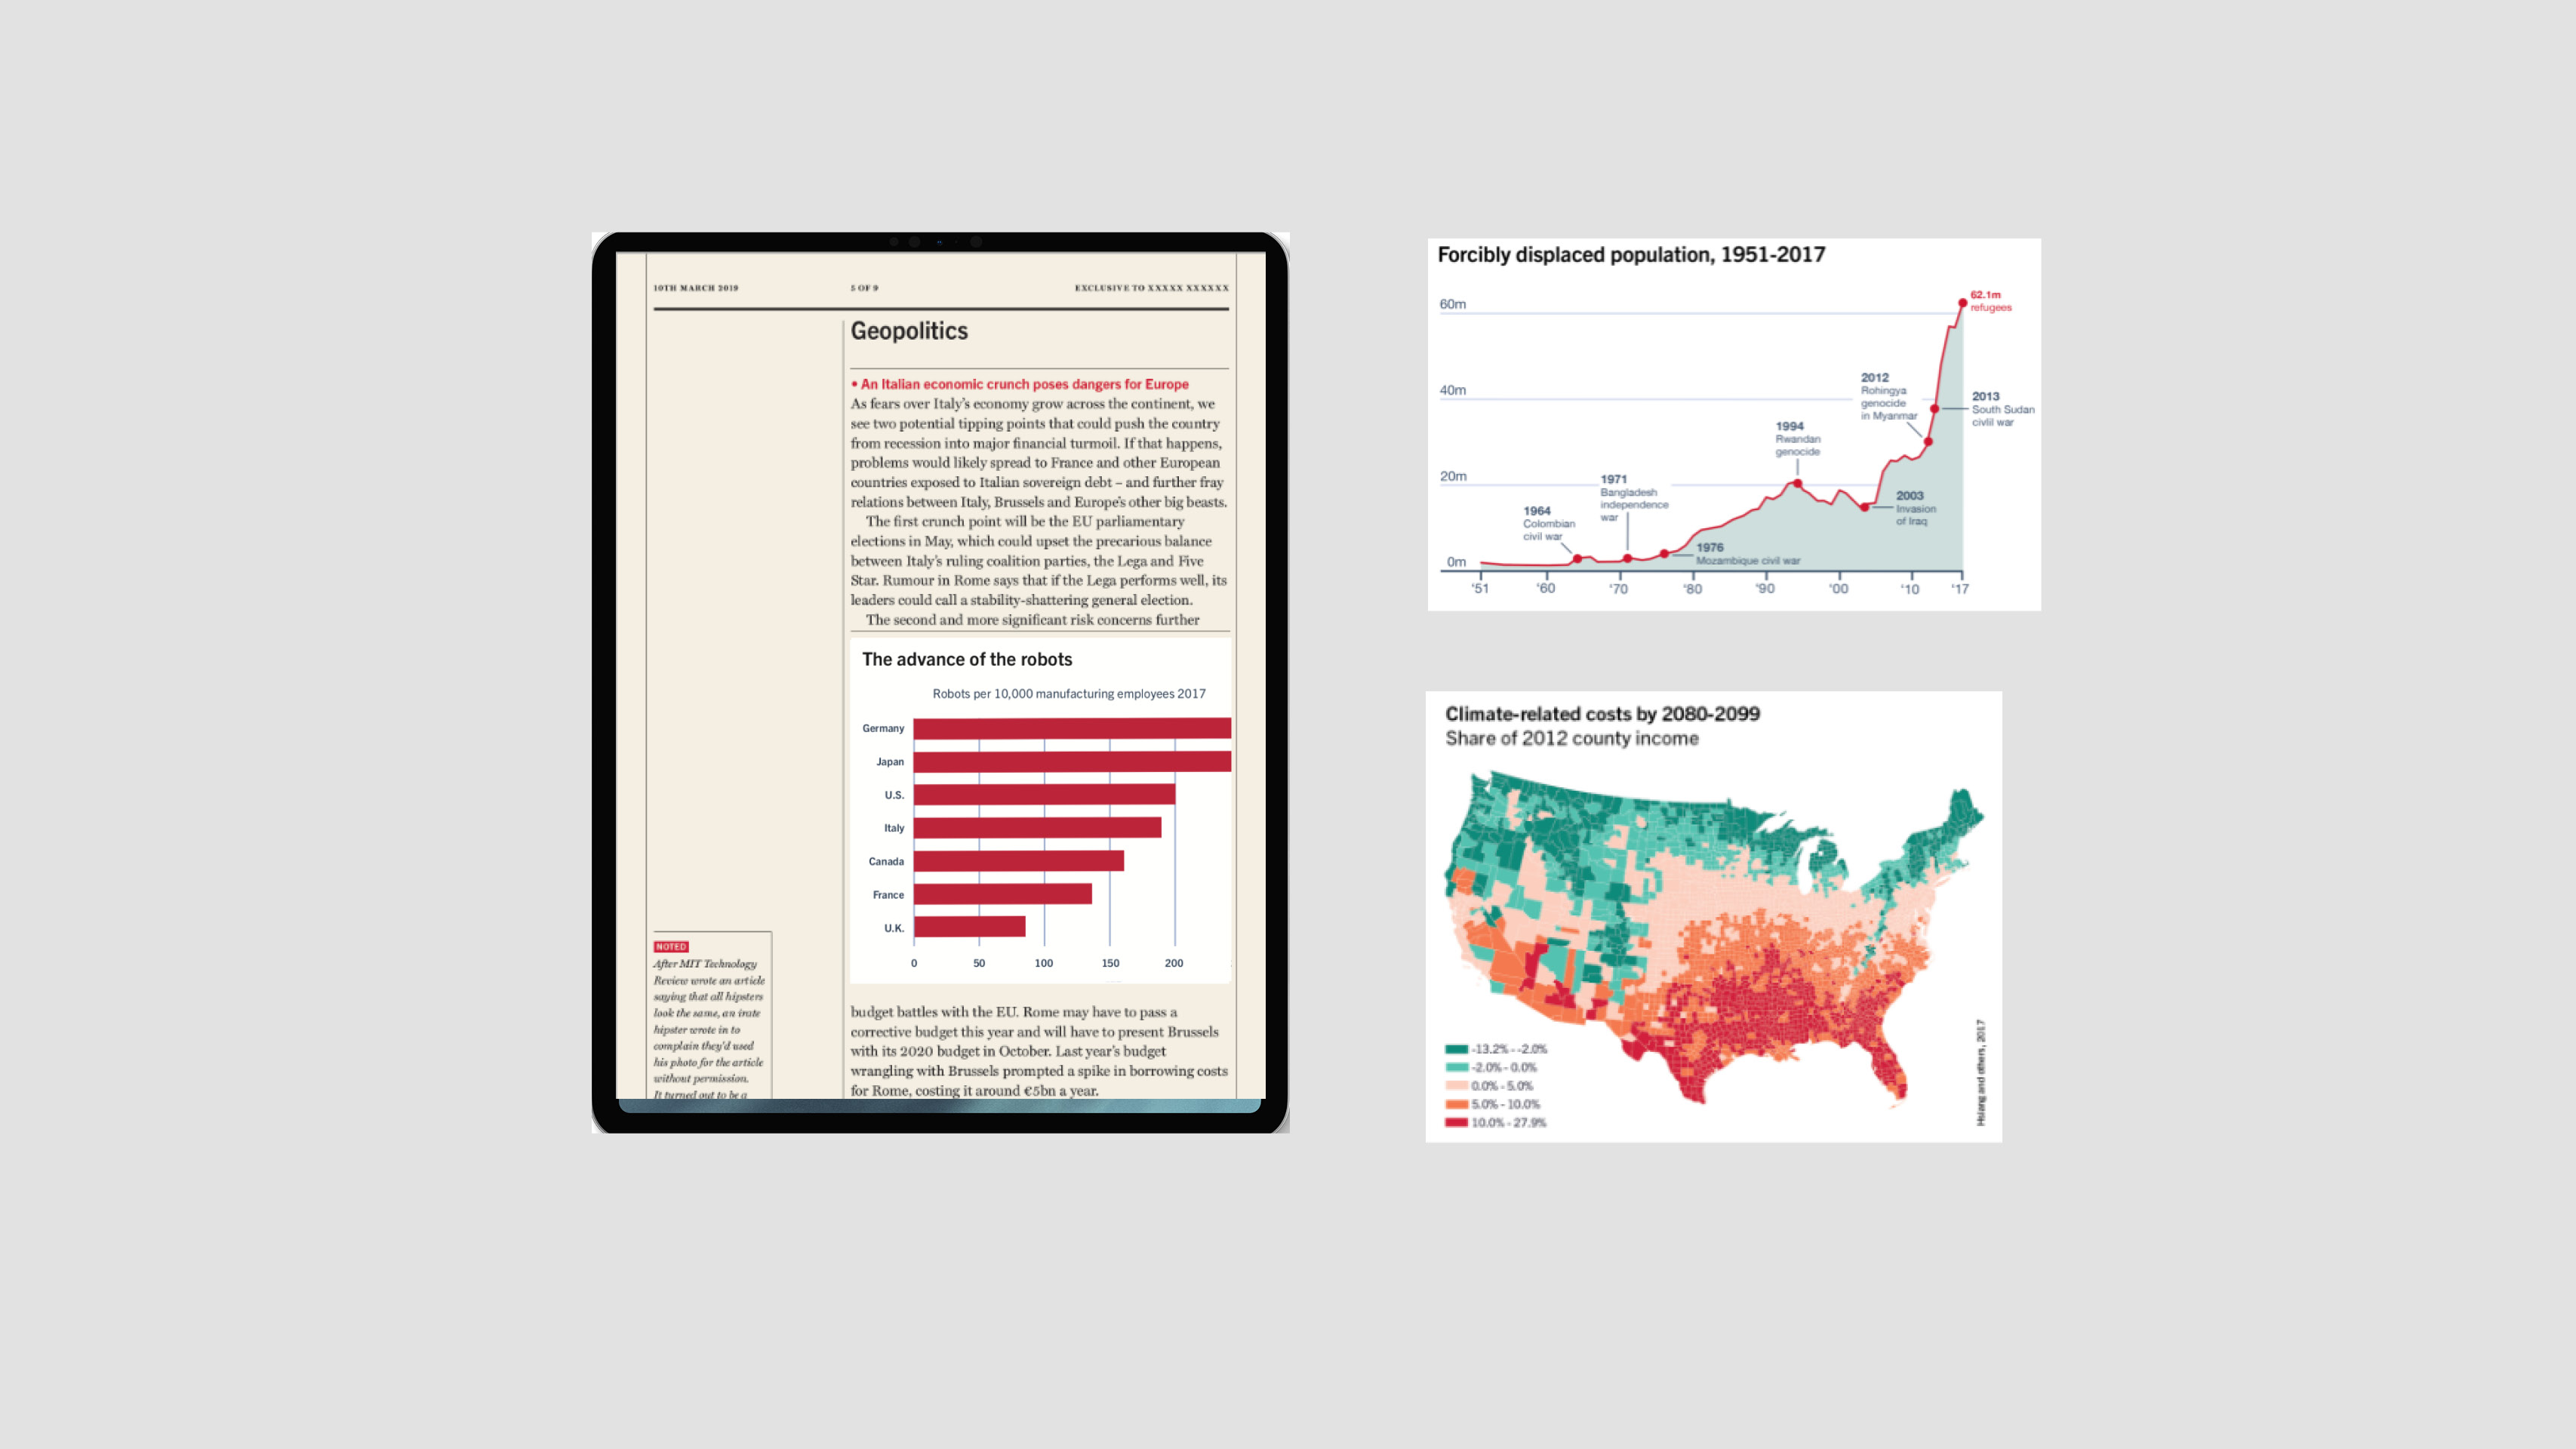 10TH MARCH 2019
5 OF 9
EXCLUSIVE TO XXXXX XXXXXX
Geopolitics
• An Italian economic crunch poses dangers for Europe
As fears over Italy’s economy grow across the continent, we
see two potential tipping points that could push the country
from recession into major financial turmoil. If that happens,
problems would likely spread to France and other European
countries exposed to Italian sovereign debt – and further fray
relations between Italy, Brussels and Europe’s other big beasts.
The first crunch point will be the EU parliamentary
elections in May, which could upset the precarious balance
between Italy’s ruling coalition parties, the Lega and Five
Star. Rumour in Rome says that if the Lega performs well, its
leaders could call a stability-shattering general election.
The second and more significant risk concerns further
The advance of the robots
Robots per 10,000 manufacturing employees 2017
Germany
Japan
U.S.
Italy
Canada
France
U.K.
0 50 100 150 200
budget battles with the EU. Rome may have to pass a
corrective budget this year and will have to present Brussels
with its 2020 budget in October. Last year’s budget
wrangling with Brussels prompted a spike in borrowing costs
for Rome, costing it around €5bn a year.
NOTED
After MIT Technology
Review wrote an article
saying that all hipsters
look the same, an irate
hipster wrote in to
complain they’d used
his photo for the article
without permission.
It turned out to be a
Forcibly displaced population, 1951-2017
60m
40m
20m
0m
62.1m
refugees
2012
Rohingya
genocide
in Myanmar
2013
South Sudan
civlil war
1994
Rwandan
genocide
1971
Bangladesh
independence
war
2003
Invasion
of Iraq
1964
Colombian
civil war
1976
Mozambique civil war
‘51 ‘60 ‘70 ‘80 ‘90 ‘00 ‘10 ‘17
Climate-related costs by 2080-2099
Share of 2012 county income
-13.2% - -2.0%
-2.0% - 0.0%
0.0% - 5.0%
5.0% - 10.0%
10.0% - 27.9%
Hsiang and others, 2017